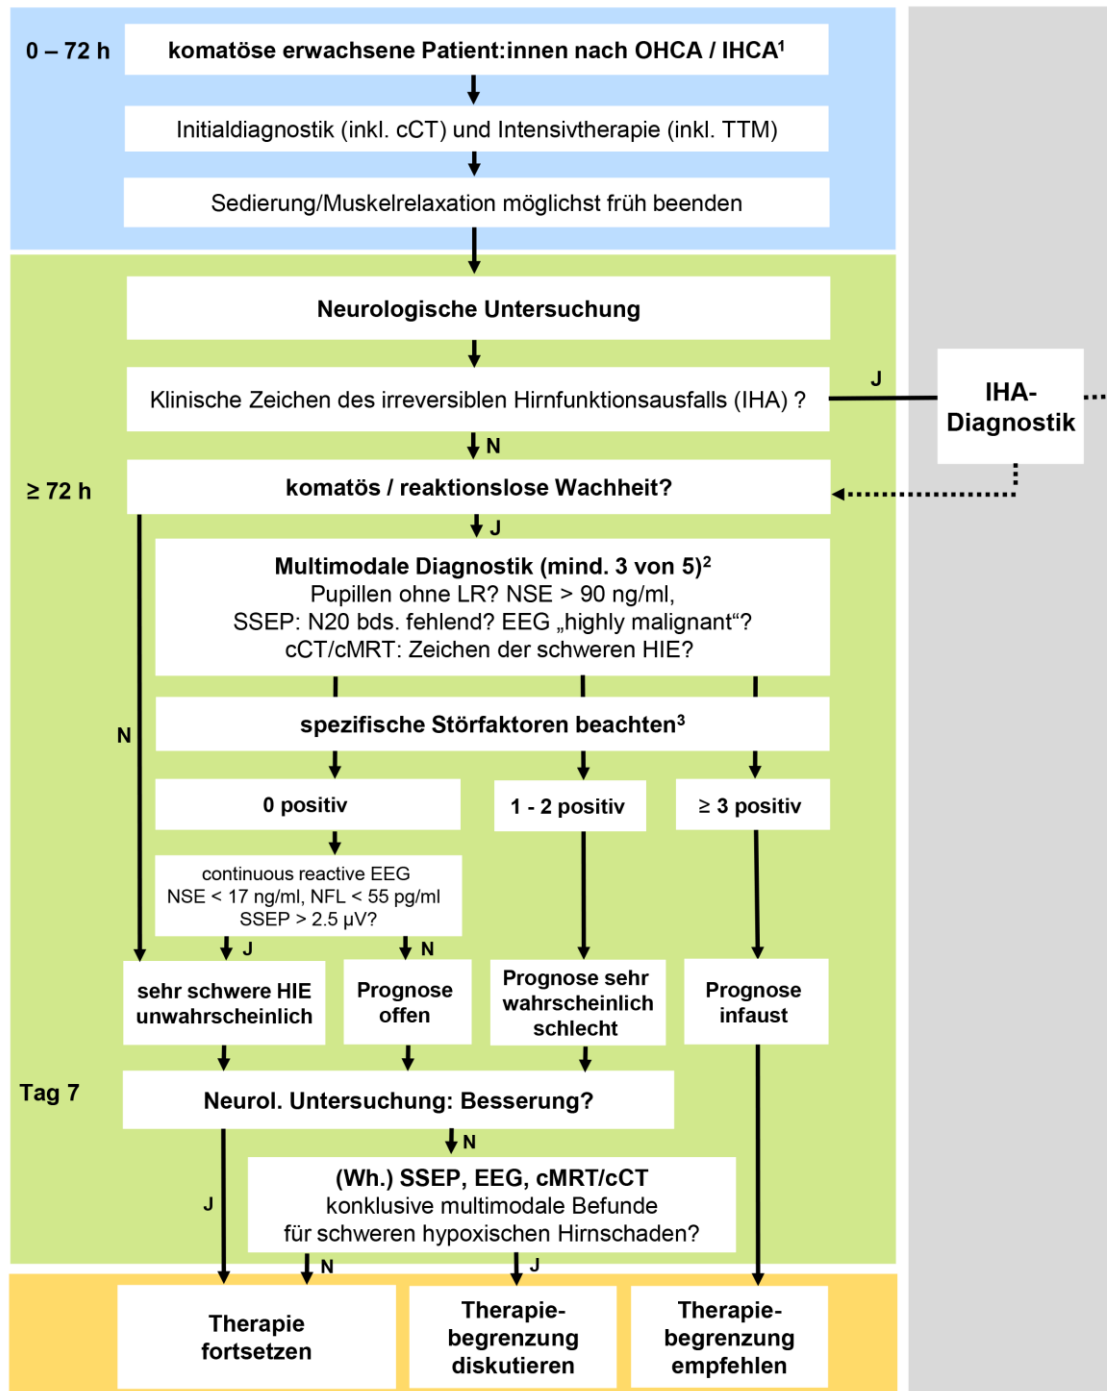 0 – 72 h
komatöse erwachsene Patient:innen nach OHCA / IHCA¹
Initialdiagnostik (inkl. cCT) und Intensivtherapie (inkl. TTM)
Sedierung/Muskelrelaxation möglichst früh beenden
Neurologische Untersuchung
Klinische Zeichen des irreversiblen Hirnfunktionsausfalls (IHA) ?
J
IHA-
Diagnostik
N
≥ 72 h
komatös / reaktionslose Wachheit?
J
Multimodale Diagnostik (mind. 3 von 5)²
Pupillen ohne LR? NSE > 90 ng/ml,
SSEP: N20 bds. fehlend? EEG „highly malignant“?
cCT/cMRT: Zeichen der schweren HIE?
N
spezifische Störfaktoren beachten³
0 positiv
1 - 2 positiv
≥ 3 positiv
continuous reactive EEG
NSE < 17 ng/ml, NFL < 55 pg/ml
SSEP > 2.5 µV?
J
N
sehr schwere HIE
unwahrscheinlich
Prognose
offen
Prognose sehr
wahrscheinlich
schlecht
Prognose
infaust
Tag 7
Neurol. Untersuchung: Besserung?
N
(Wh.) SSEP, EEG, cMRT/cCT
konklusive multimodale Befunde
für schweren hypoxischen Hirnschaden?
J
N
J
Therapie
fortsetzen
Therapie-
begrenzung
diskutieren
Therapie-
begrenzung
empfehlen